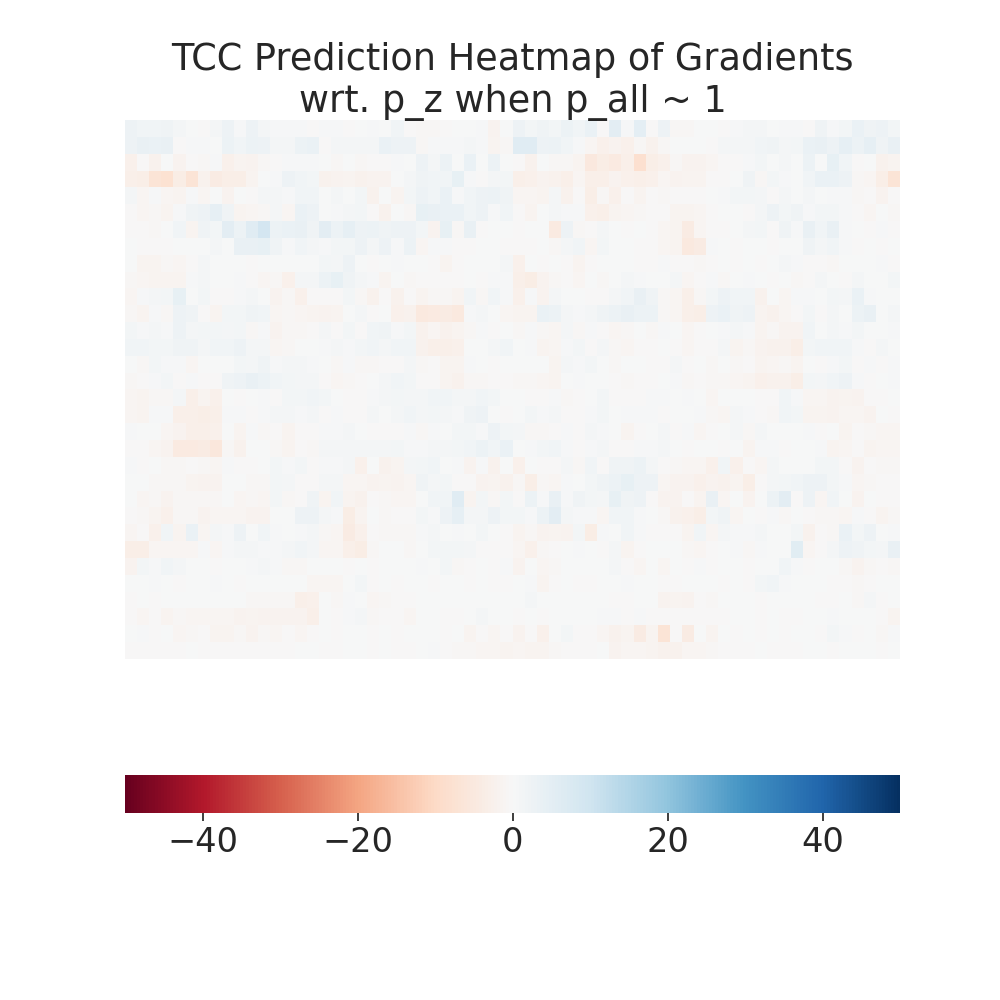 TCC Prediction Heatmap of Gradients
wrt. p_z when p_all ~ 1
−40 −20 0 20 40